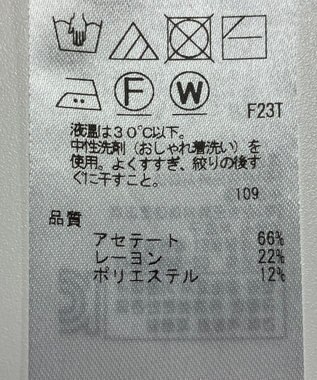 F W
F23T
液温は30℃以下。
中性洗剤（おしゃれ着洗い）を
使用。よくすすぎ、絞りの後す
ぐに干すこと。
109
品質
アセテート 66%
レーヨン 22%
ポリエステル 12%